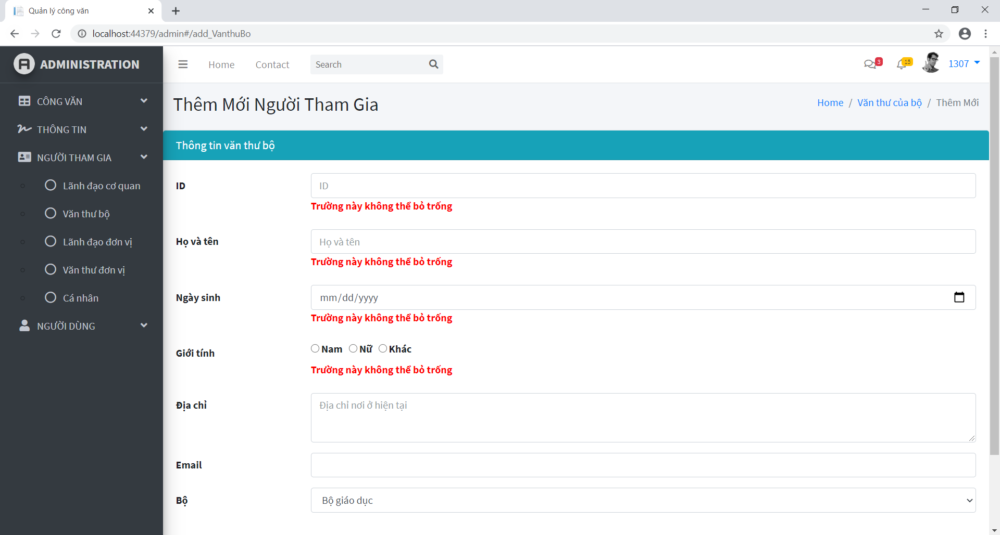 Quản lý công văn
localhost:44379/admin#/add_VanthuBo
ADMINISTRATION
Home
Contact
Search
3
15
1307
CÔNG VĂN
THÔNG TIN
NGƯỜI THAM GIA
Lãnh đạo cơ quan
Văn thư bộ
Lãnh đạo đơn vị
Văn thư đơn vị
Cá nhân
NGƯỜI DÙNG
Thêm Mới Người Tham Gia
Home / Văn thư của bộ / Thêm Mới
Thông tin văn thư bộ
ID
ID
Trường này không thể bỏ trống
Họ và tên
Họ và tên
Trường này không thể bỏ trống
Ngày sinh
mm/dd/yyyy
Trường này không thể bỏ trống
Giới tính
Nam Nữ Khác
Trường này không thể bỏ trống
Địa chỉ
Địa chỉ nơi ở hiện tại
Email
Bộ
Bộ giáo dục